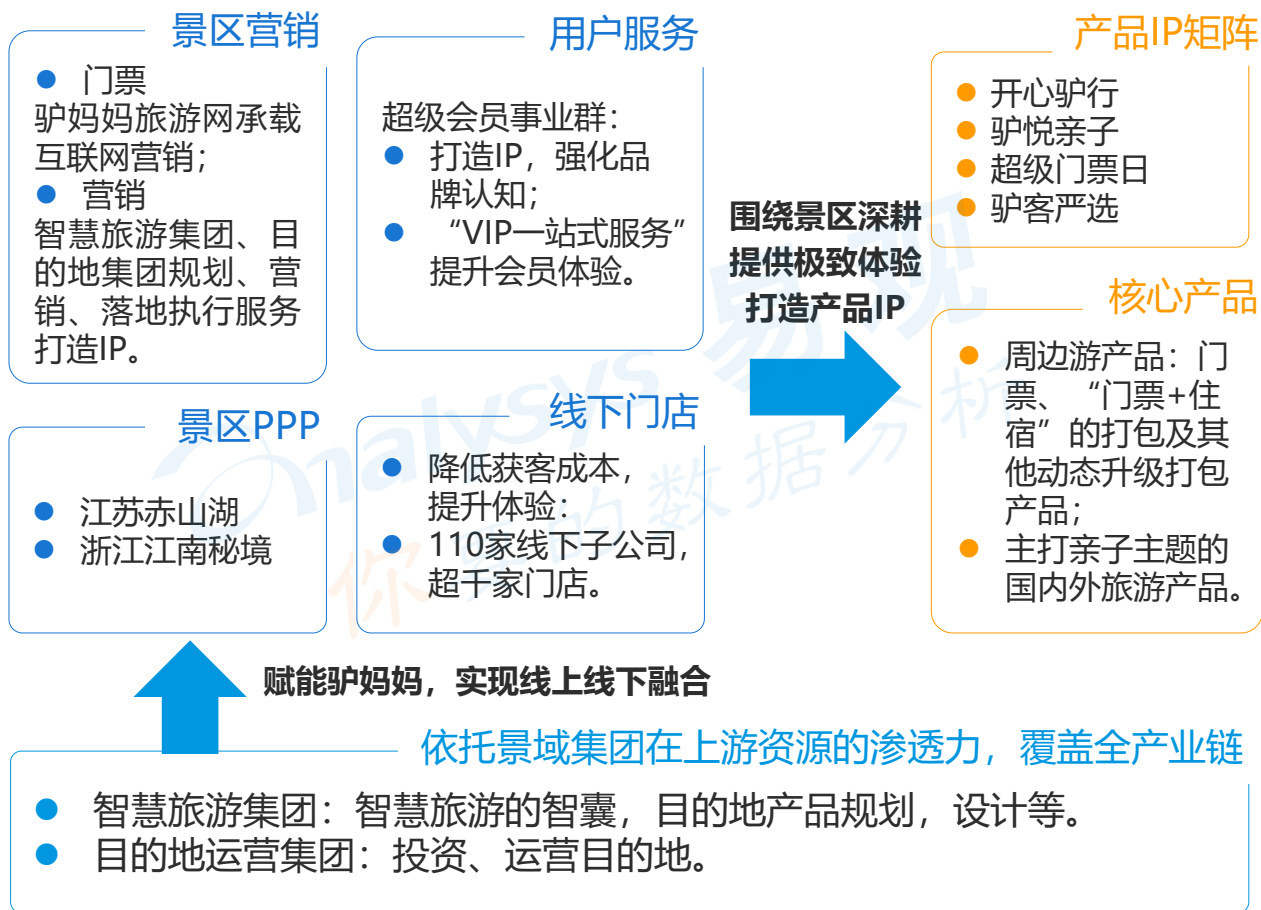 景区营销
● 门票
驴妈妈旅游网承载
互联网营销；
● 营销
智慧旅游集团、目
的地集团规划、营
销、落地执行服务
打造IP。
用户服务
超级会员事业群：
● 打造IP，强化品
牌认知；
● “VIP一站式服务”
提升会员体验。
景区PPP
● 江苏赤山湖
● 浙江江南秘境
线下门店
● 降低获客成本，
提升体验：
● 110家线下子公司，
超千家门店。
围绕景区深耕
提供极致体验
打造产品IP
产品IP矩阵
● 开心驴行
● 驴悦亲子
● 超级门票日
● 驴客严选
核心产品
● 周边游产品：门
票、“门票+住
宿”的打包及其
他动态升级打包
产品；
● 主打亲子主题的
国内外旅游产品。
赋能驴妈妈，实现线上线下融合
依托景域集团在上游资源的渗透力，覆盖全产业链
● 智慧旅游集团：智慧旅游的智囊，目的地产品规划，设计等。
● 目的地运营集团：投资、运营目的地。
analysys 易观
你要的数据分析